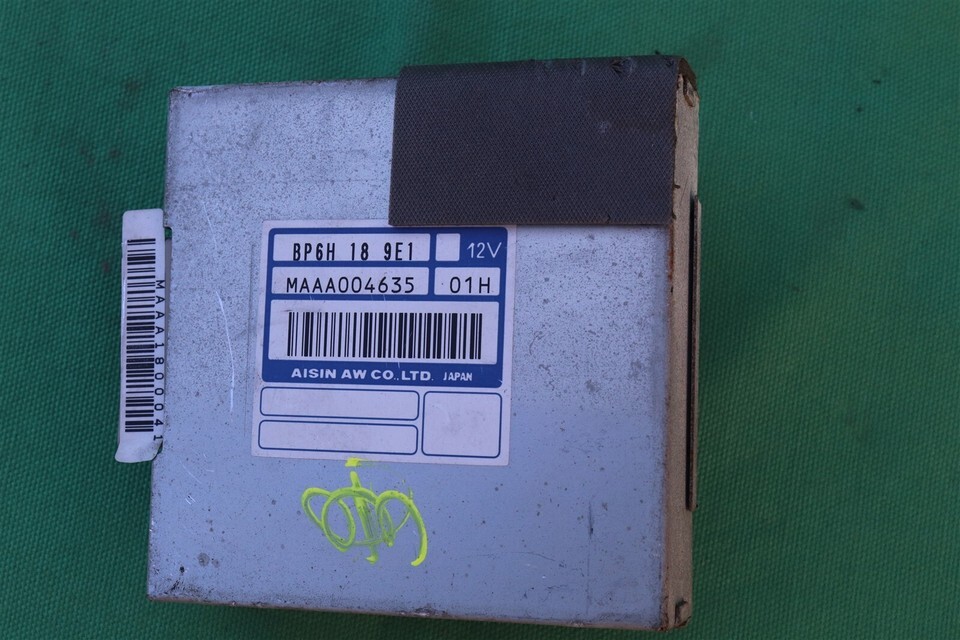 BP6H 18 9E1 12V
MAAA004635 01H
AISIN AW CO.,LTD. JAPAN
MAAA1800041